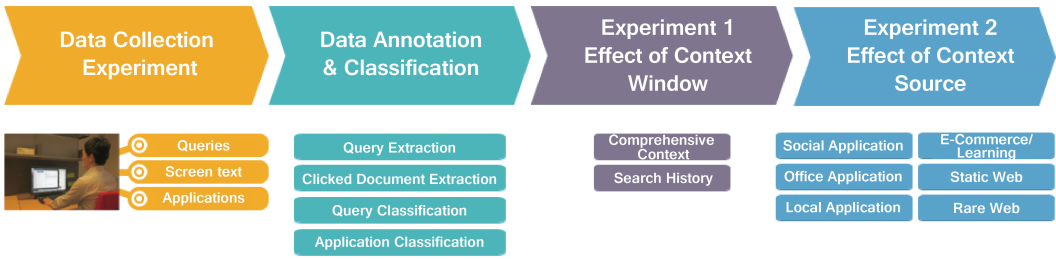 Data Collection
Experiment
Data Annotation
& Classification
Experiment 1
Effect of Context
Window
Experiment 2
Effect of Context
Source
Queries
Screen text
Applications
Query Extraction
Clicked Document Extraction
Query Classification
Application Classification
Comprehensive
Context
Search History
Social Application
Office Application
Local Application
E-Commerce/
Learning
Static Web
Rare Web